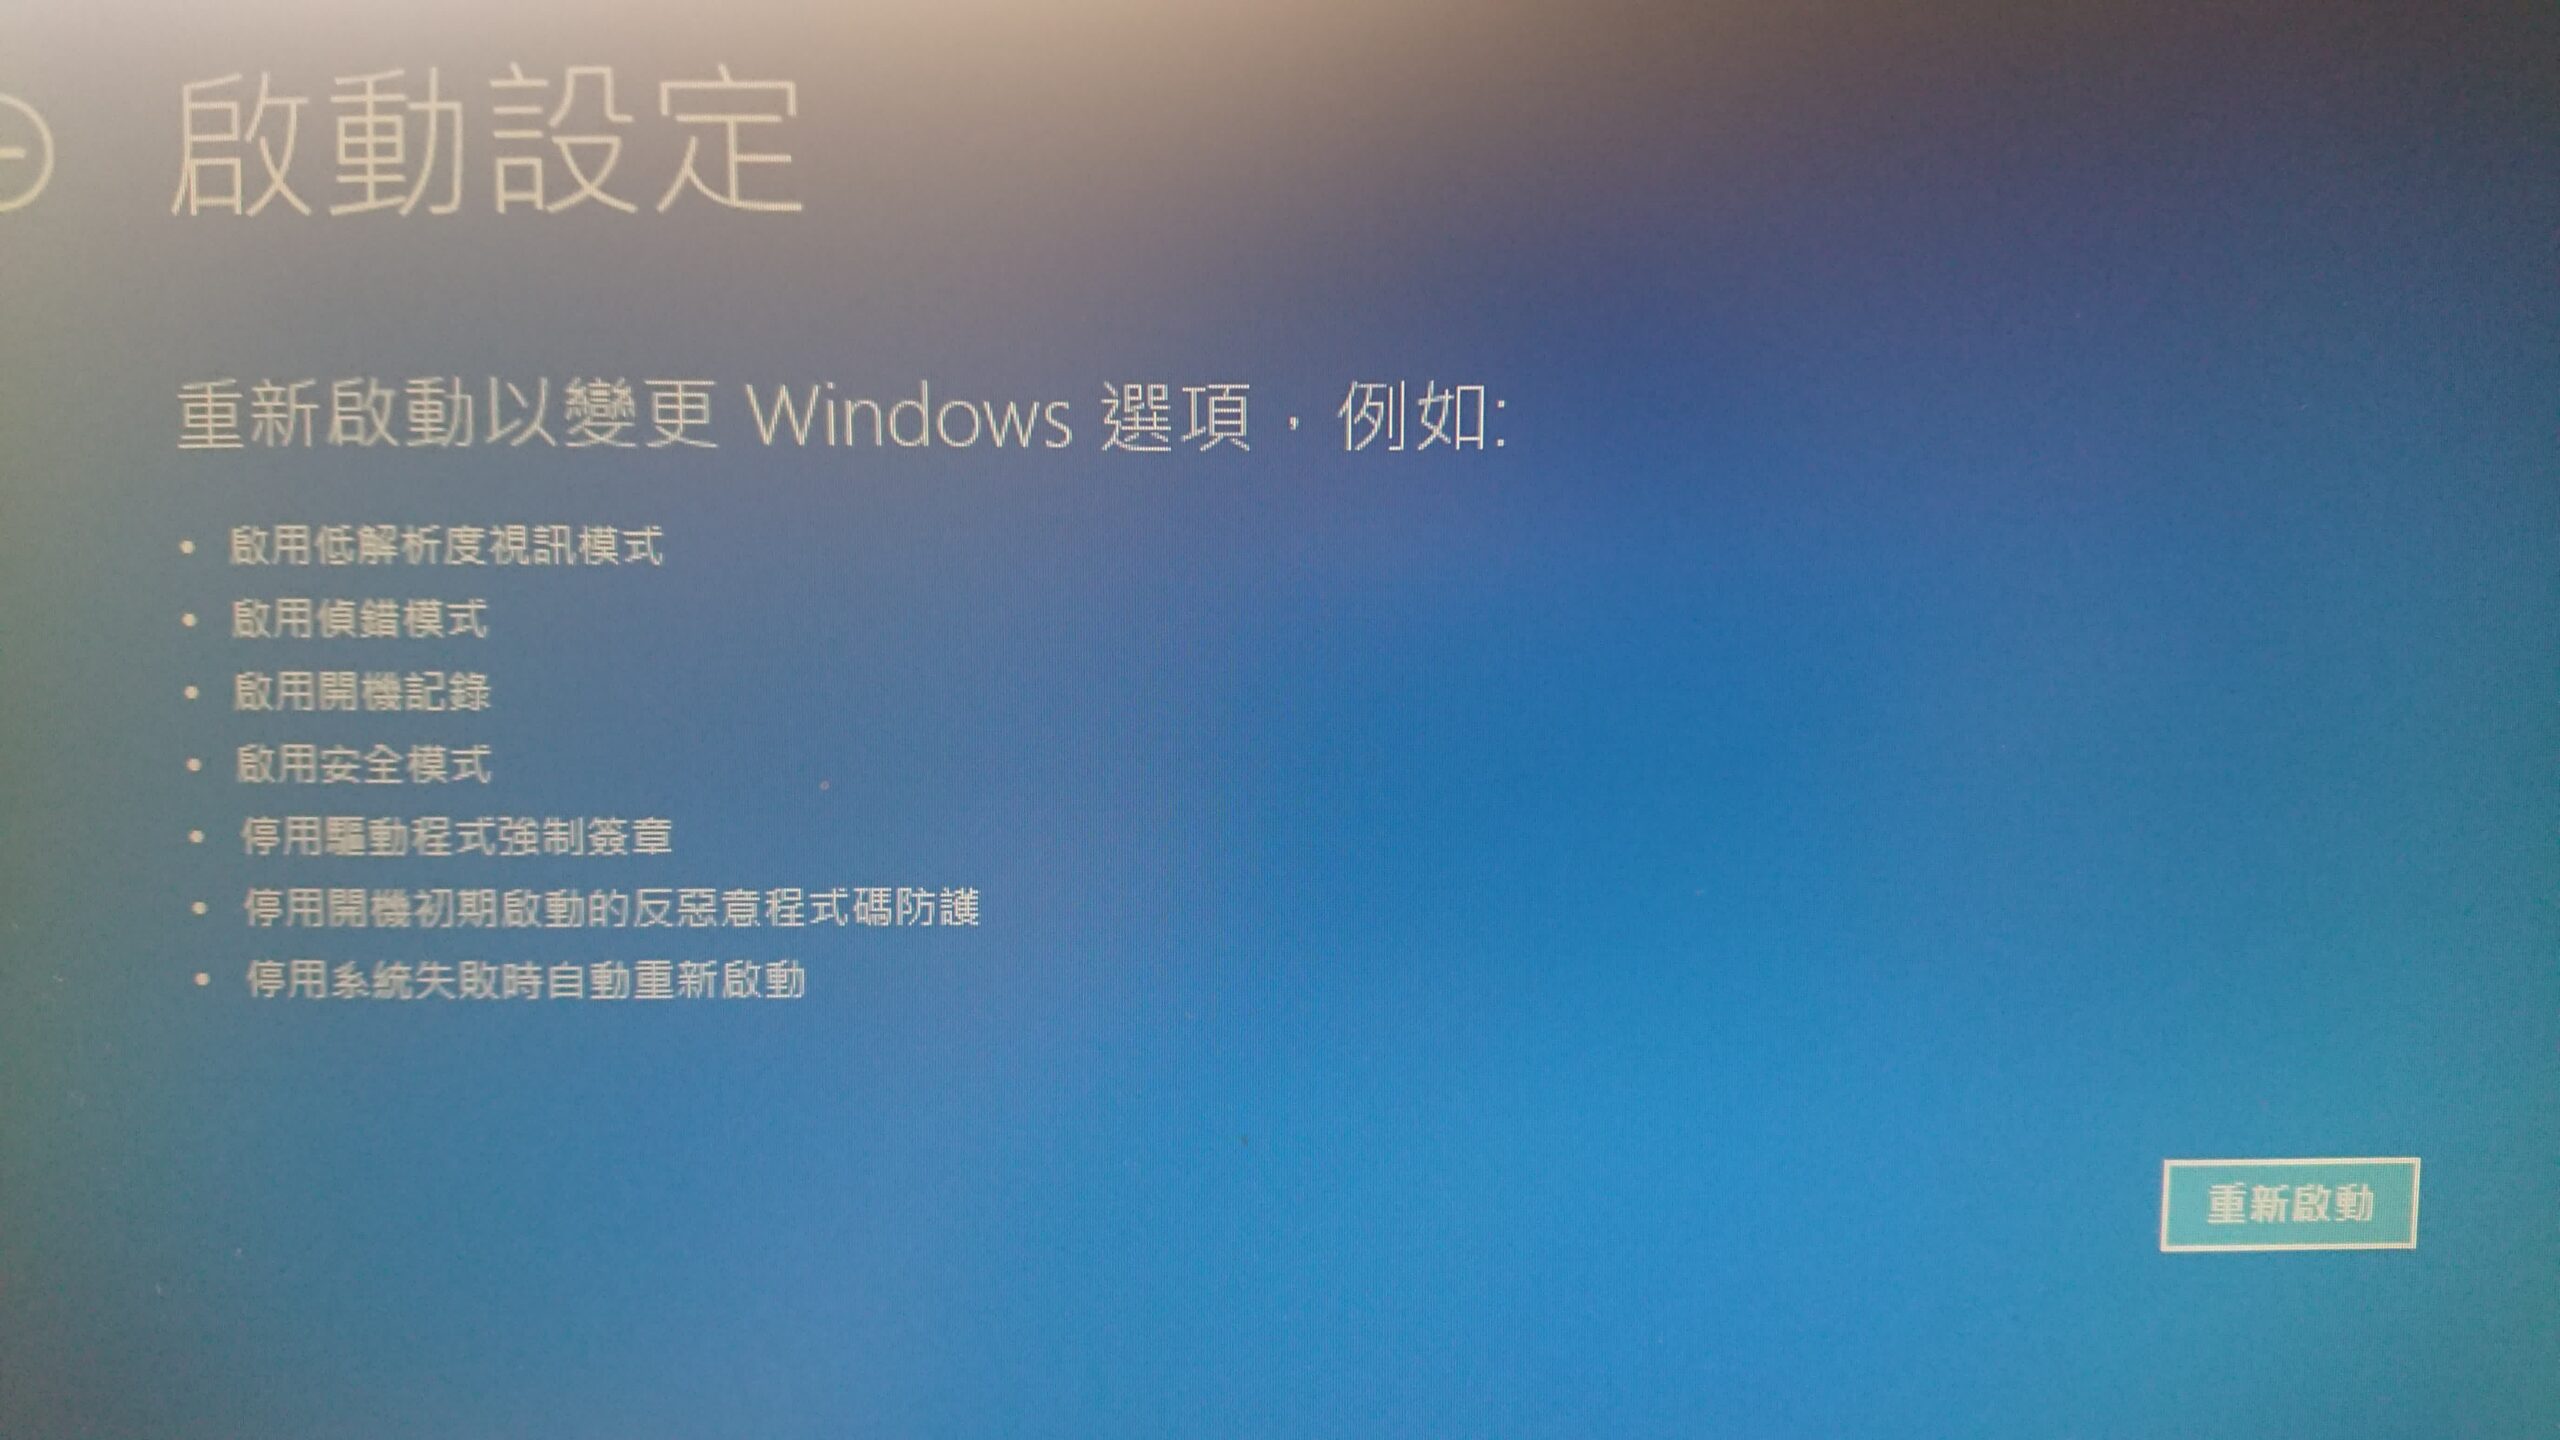 啟動設定
重新啟動以變更 Windows 選項，例如:
• 啟用低解析度視訊模式
• 啟用偵錯模式
• 啟用開機記錄
• 啟用安全模式
• 停用驅動程式強制簽章
• 停用開機初期啟動的反惡意程式碼防護
• 停用系統失敗時自動重新啟動
重新啟動